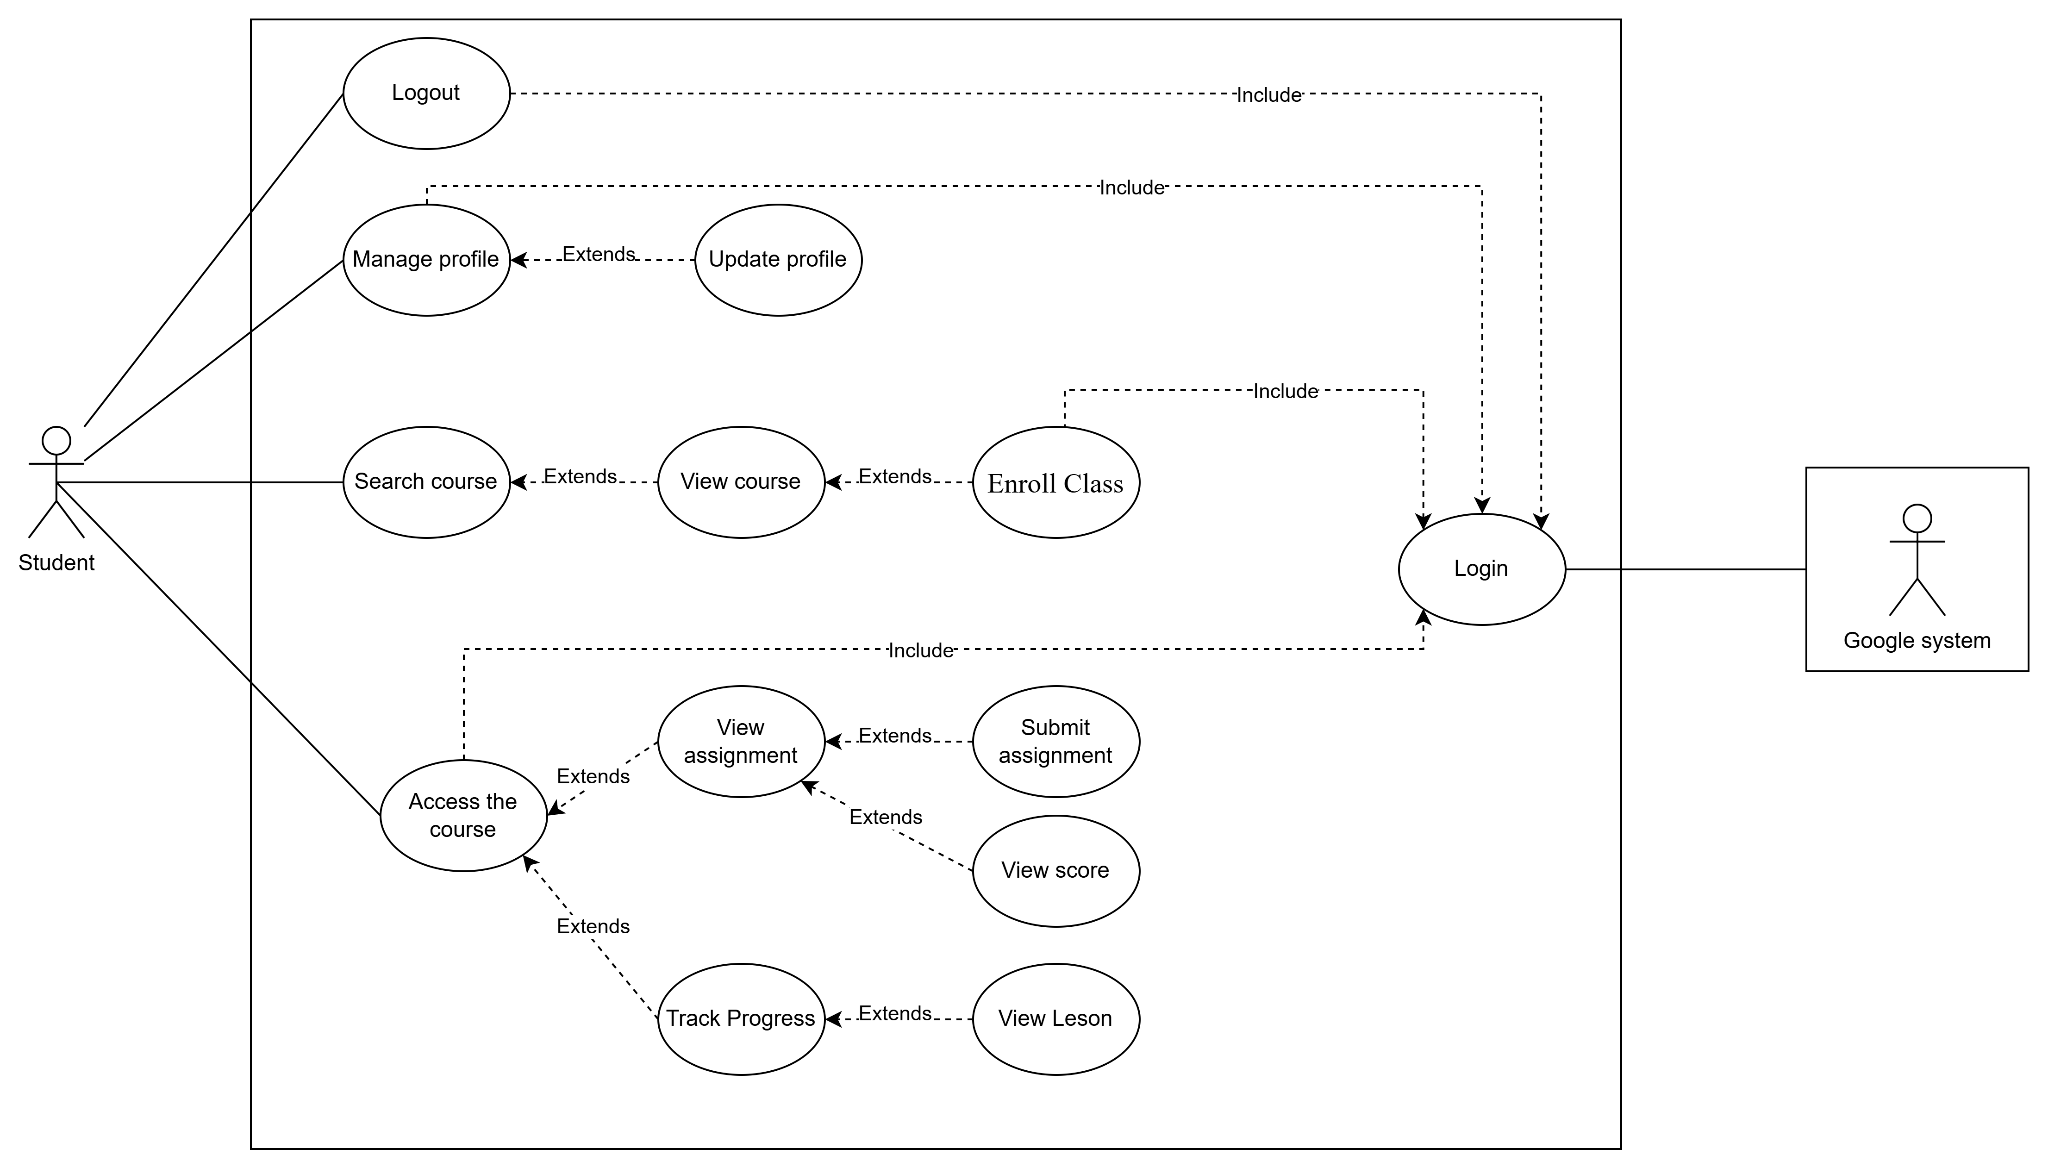 Logout
Include
Include
Manage profile
Extends
Update profile
Include
Search course
Extends
View course
Extends
Enroll Class
Student
Login
Google system
Include
View
assignment
Extends
Submit
assignment
Extends
Access the
course
Extends
View score
Extends
Track Progress
Extends
View Leson